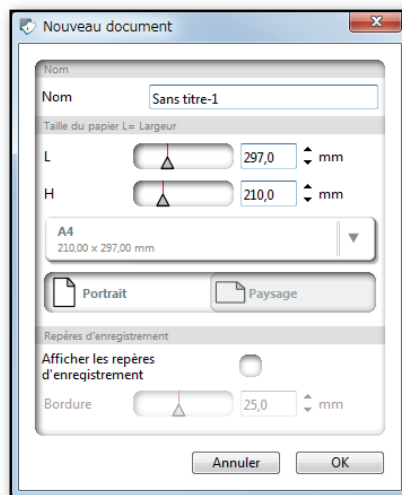 Nouveau document
Nom
Nom Sans titre-1
Taille du papier L= Largeur
L 297,0 mm
H 210,0 mm
A4
210,00 x 297,00 mm
Portrait Paysage
Repères d'enregistrement
Afficher les repères
d'enregistrement
Bordure 25,0 mm
Annuler OK